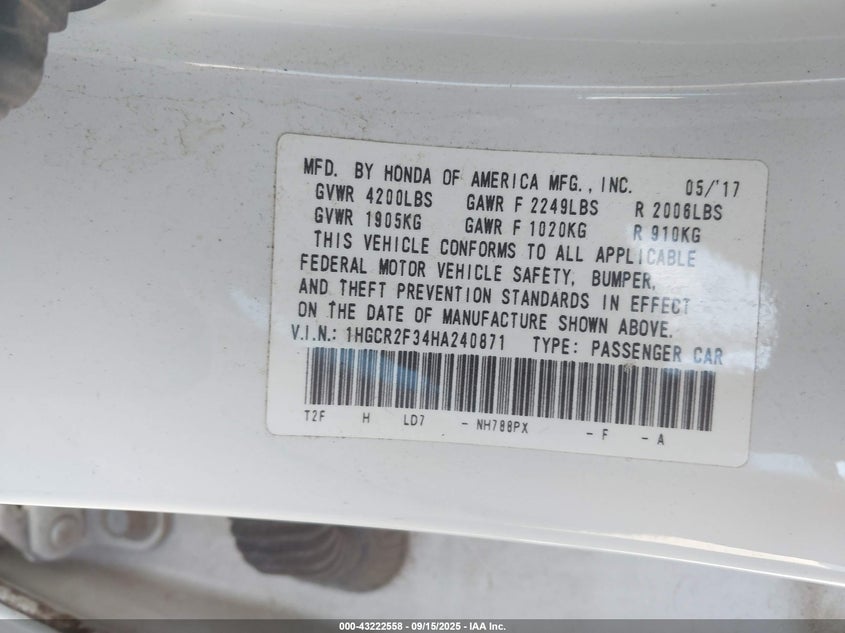 MFD. BY HONDA OF AMERICA MFG., INC. 05/'17
GVWR 4200LBS GAWR F 2249LBS R 2006LBS
GVWR 1905KG GAWR F 1020KG R 910KG
THIS VEHICLE CONFORMS TO ALL APPLICABLE
FEDERAL MOTOR VEHICLE SAFETY, BUMPER,
AND THEFT PREVENTION STANDARDS IN EFFECT
ON THE DATE OF MANUFACTURE SHOWN ABOVE.
V.I.N.: 1HGCR2F34HA240871 TYPE: PASSENGER CAR
T2F H LD7 - NH788PX - F - A
000-43222558 - 09/15/2025 - IAA Inc.